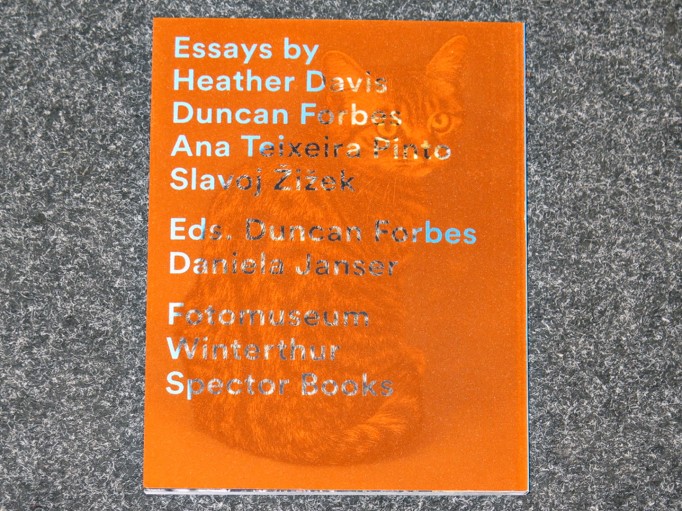 Essays by
Heather Davis
Duncan Forbes
Ana Teixeira Pinto
Slavoj Žižek
Eds. Duncan Forbes
Daniela Janser
Fotomuseum
Winterthur
Spector Books